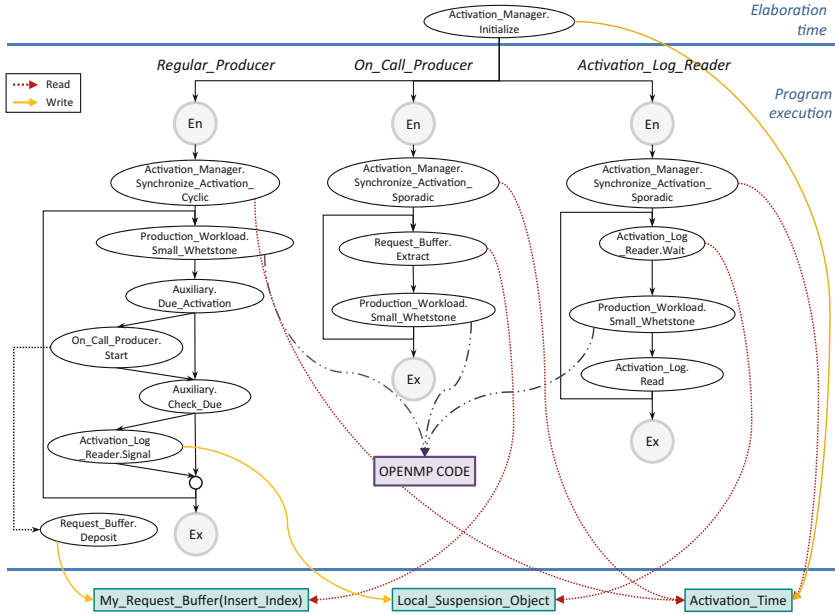 Activation_Manager.
Initialize
Elaboration
time
Regular_Producer
On_Call_Producer
Activation_Log_Reader
Read
Write
Program
execution
En
En
En
Activation_Manager.
Synchronize_Activation_
Cyclic
Activation_Manager.
Synchronize_Activation_
Sporadic
Activation_Manager.
Synchronize_Activation_
Sporadic
Production_Workload.
Small_Whetstone
Request_Buffer.
Extract
Activation_Log
_Reader.Wait
Auxiliary.
Due_Activation
Production_Workload.
Small_Whetstone
Production_Workload.
Small_Whetstone
On_Call_Producer.
Start
Ex
Activation_Log.
Read
Auxiliary.
Check_Due
Activation_Log
_Reader.Signal
Ex
OPENMP CODE
Request_Buffer.
Deposit
Ex
My_Request_Buffer(Insert_Index)
Local_Suspension_Object
Activation_Time